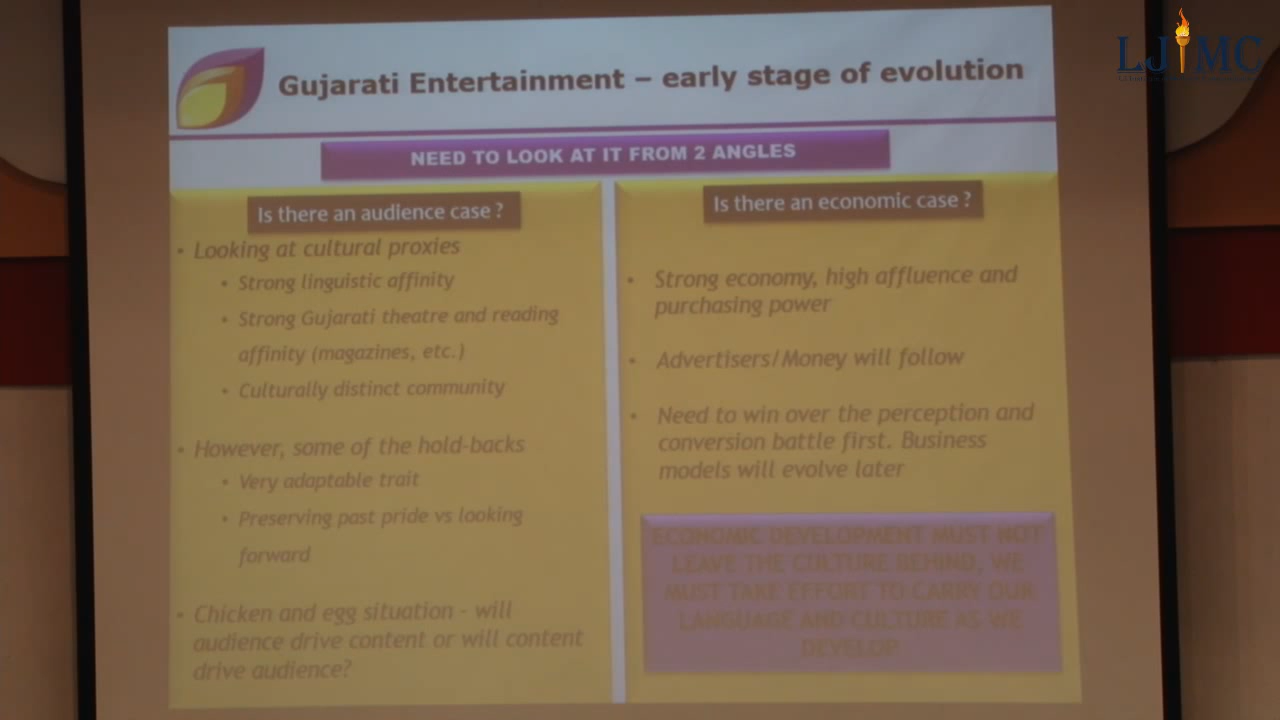 LJIMC
Gujarati Entertainment – early stage of evolution
NEED TO LOOK AT IT FROM 2 ANGLES
Is there an audience case ?
• Looking at cultural proxies
• Strong linguistic affinity
• Strong Gujarati theatre and reading
affinity (magazines, etc.)
• Culturally distinct community
• However, some of the hold-backs
• Very adaptable trait
• Preserving past pride vs looking
forward
• Chicken and egg situation - will
audience drive content or will content
drive audience?
Is there an economic case ?
• Strong economy, high affluence and
purchasing power
• Advertisers/Money will follow
• Need to win over the perception and
conversion battle first. Business
models will evolve later
ECONOMIC DEVELOPMENT MUST NOT
LEAVE THE CULTURE BEHIND, WE
MUST TAKE EFFORT TO CARRY OUR
LANGUAGE AND CULTURE AS WE
DEVELOP